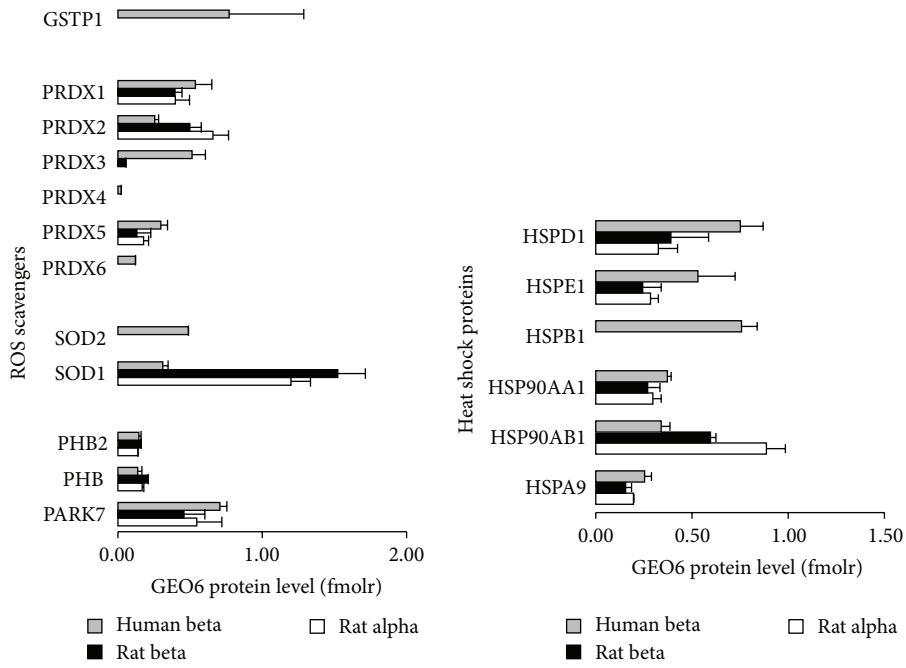 ROS scavengers
GSTP1
PRDX1
PRDX2
PRDX3
PRDX4
PRDX5
PRDX6
SOD2
SOD1
PHB2
PHB
PARK7
0.00 1.00 2.00
GEO6 protein level (fmolr)
Human beta Rat alpha
Rat beta
Heat shock proteins
HSPD1
HSPE1
HSPB1
HSP90AA1
HSP90AB1
HSPA9
0.00 0.50 1.00 1.50
GEO6 protein level (fmolr)
Human beta Rat alpha
Rat beta